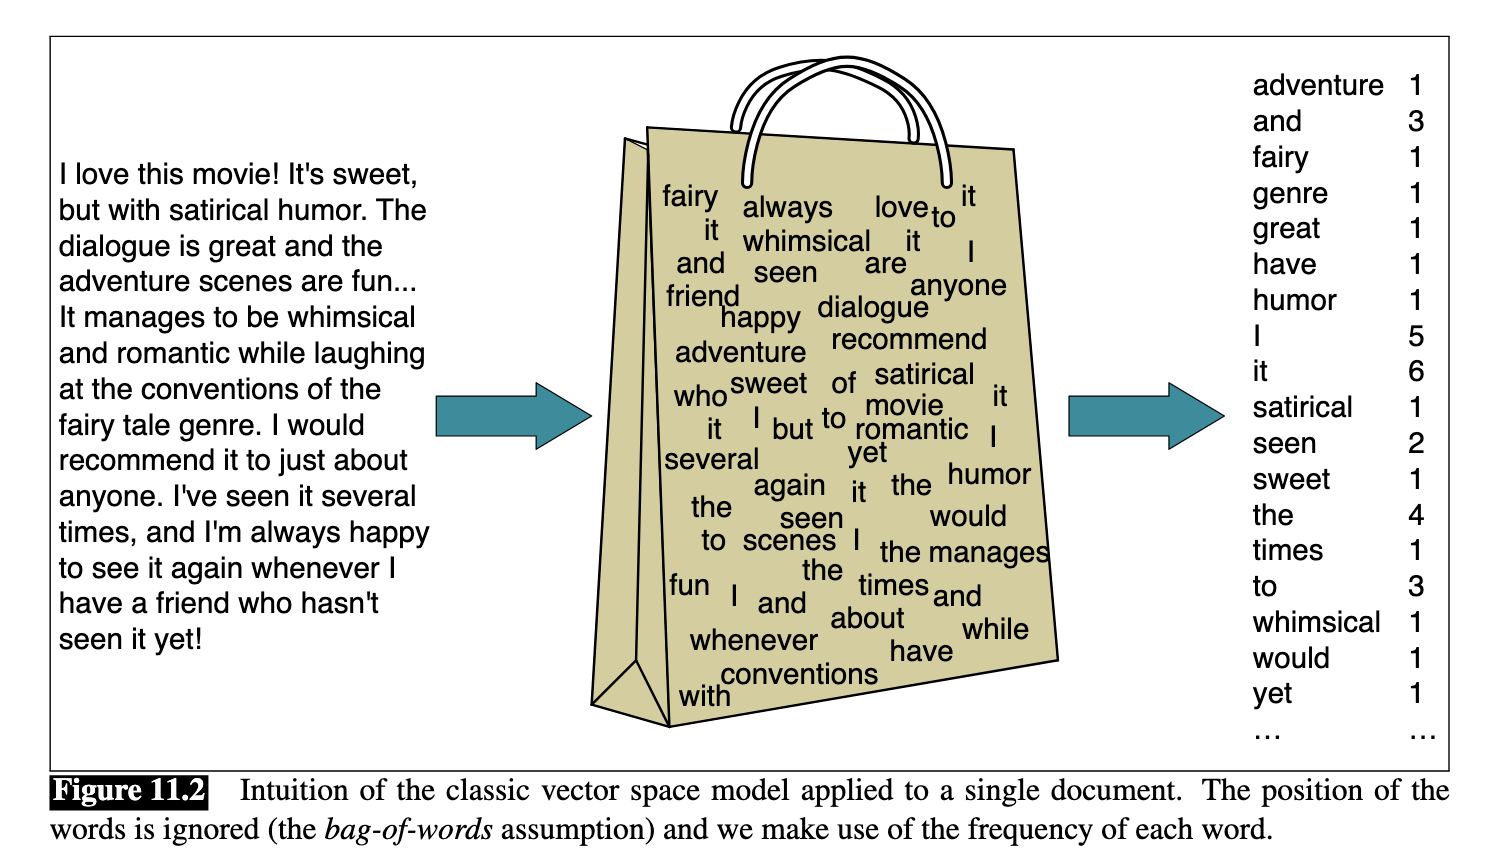 I love this movie! It's sweet,
but with satirical humor. The
dialogue is great and the
adventure scenes are fun...
It manages to be whimsical
and romantic while laughing
at the conventions of the
fairy tale genre. I would
recommend it to just about
anyone. I've seen it several
times, and I'm always happy
to see it again whenever I
have a friend who hasn't
seen it yet!
fairy always love to it
it whimsical it I
and seen are anyone
friend happy dialogue
adventure recommend
who sweet of satirical it
it I but to movie romantic I
several yet
again it the humor
the seen would
to scenes I the manages
the
fun I and times and
about
whenever have while
conventions
with
adventure 1
and 3
fairy 1
genre 1
great 1
have 1
humor 1
I 5
it 6
satirical 1
seen 2
sweet 1
the 4
times 1
to 3
whimsical 1
would 1
yet 1
... ...
Figure 11.2 Intuition of the classic vector space model applied to a single document. The position of the
words is ignored (the bag-of-words assumption) and we make use of the frequency of each word.